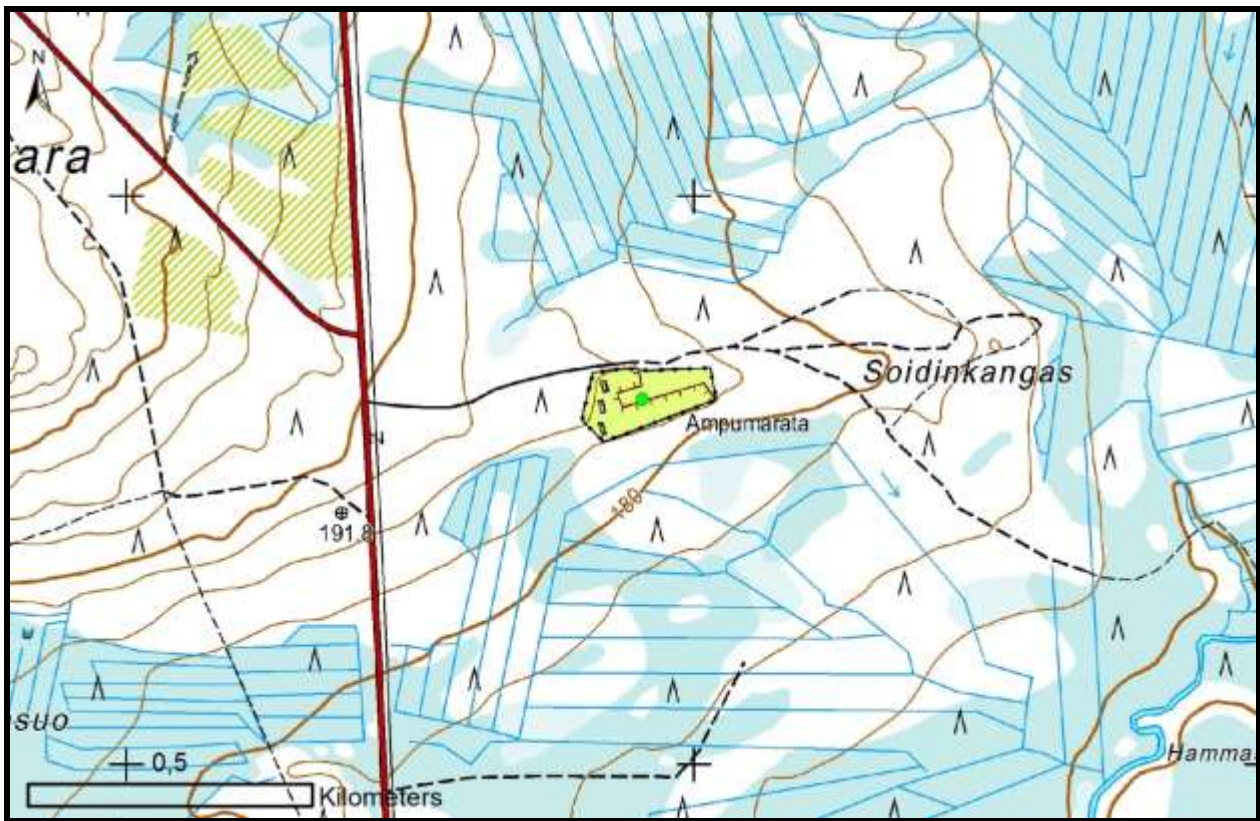 N
ara
Soidinkangas
Ampumarata
180
191.8
suo
0,5
Kilometers
Hamma